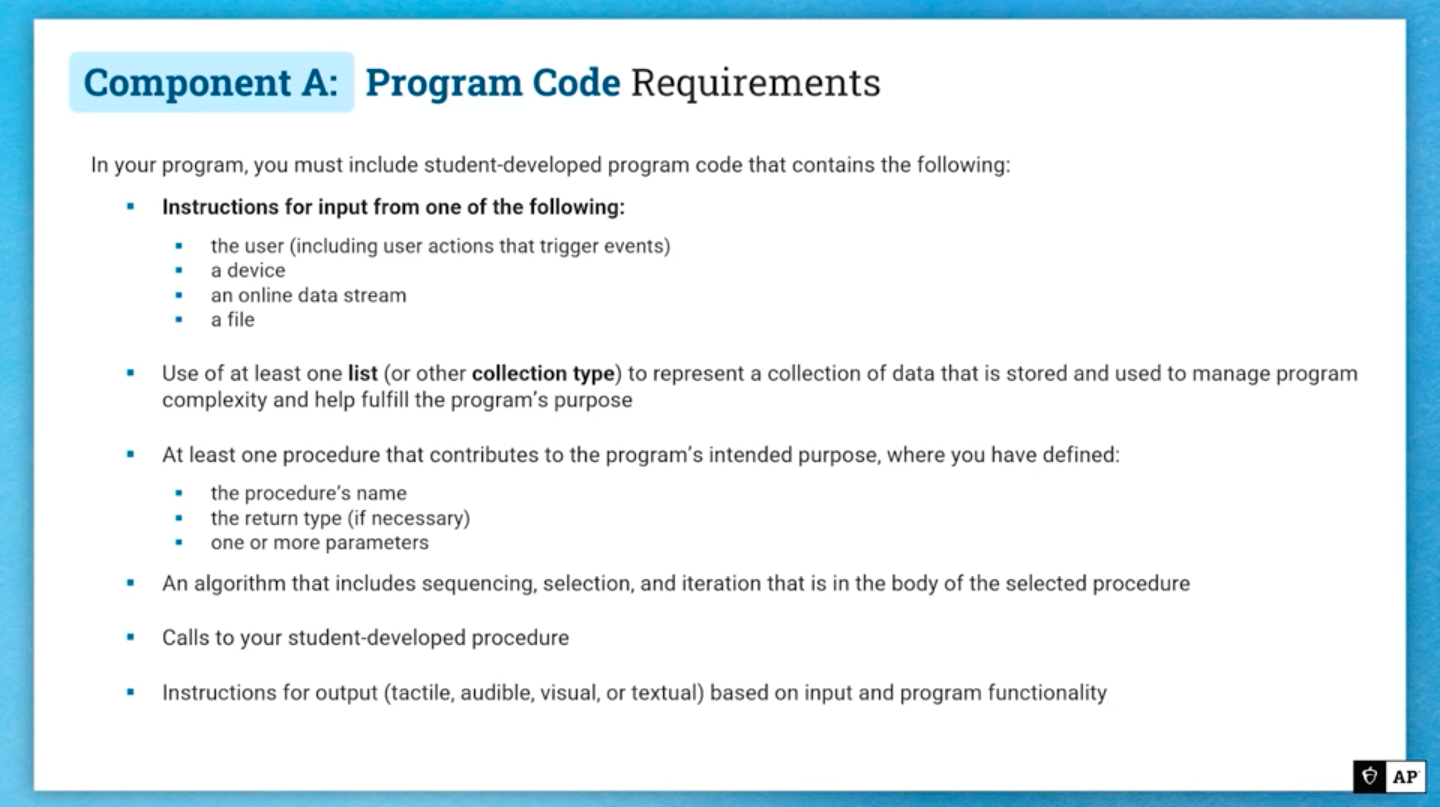 Component A: Program Code Requirements
In your program, you must include student-developed program code that contains the following:
▪ Instructions for input from one of the following:
▪ the user (including user actions that trigger events)
▪ a device
▪ an online data stream
▪ a file
▪ Use of at least one list (or other collection type) to represent a collection of data that is stored and used to manage program
complexity and help fulfill the program’s purpose
▪ At least one procedure that contributes to the program’s intended purpose, where you have defined:
▪ the procedure’s name
▪ the return type (if necessary)
▪ one or more parameters
▪ An algorithm that includes sequencing, selection, and iteration that is in the body of the selected procedure
▪ Calls to your student-developed procedure
▪ Instructions for output (tactile, audible, visual, or textual) based on input and program functionality
AP